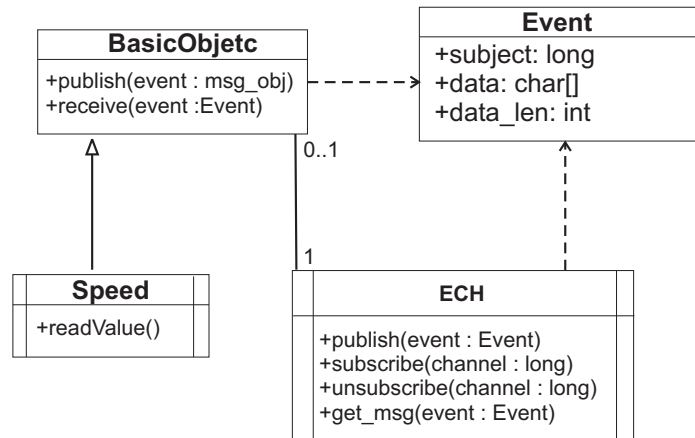 BasicObjetc
+publish(event : msg_obj)
+receive(event :Event)
Event
+subject: long
+data: char[]
+data_len: int
0..1
1
Speed
+readValue()
ECH
+publish(event : Event)
+subscribe(channel : long)
+unsubscribe(channel : long)
+get_msg(event : Event)